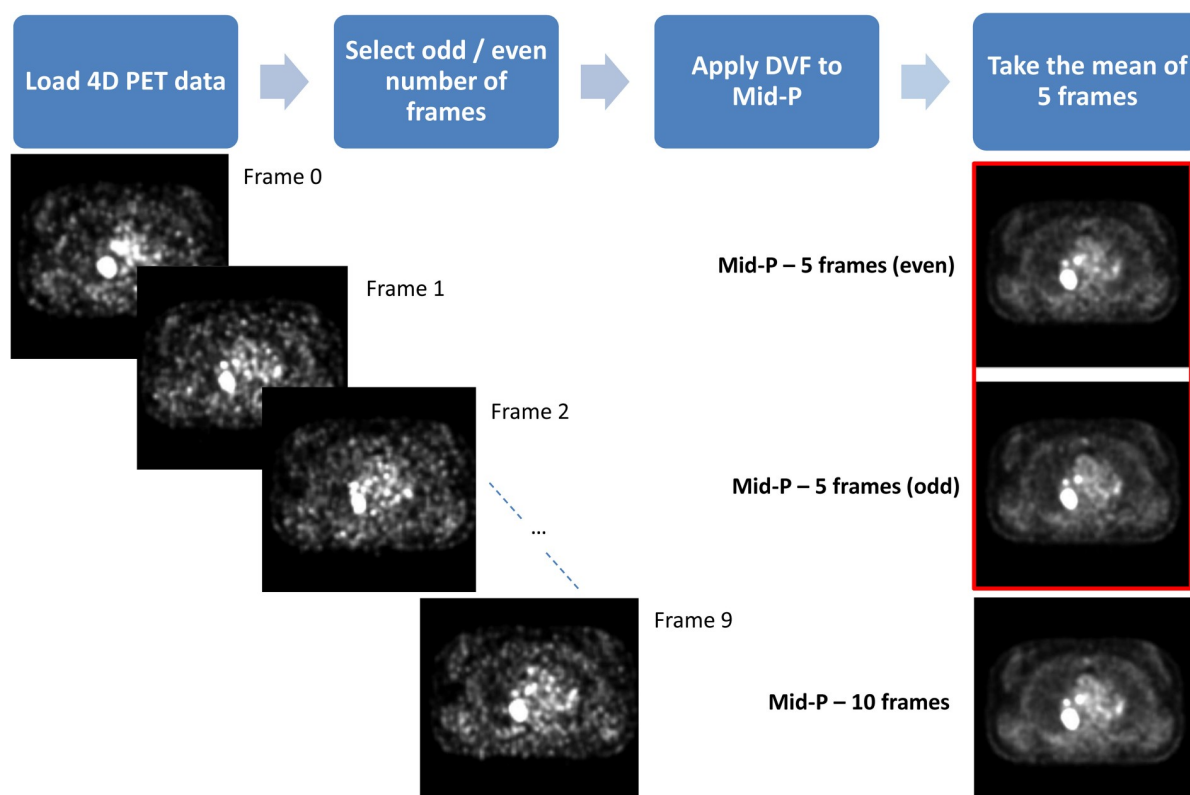 Load 4D PET data
Select odd / even
number of
frames
Apply DVF to
Mid-P
Take the mean of
5 frames
Frame 0
Frame 1
Frame 2
...
Frame 9
Mid-P – 5 frames (even)
Mid-P – 5 frames (odd)
Mid-P – 10 frames